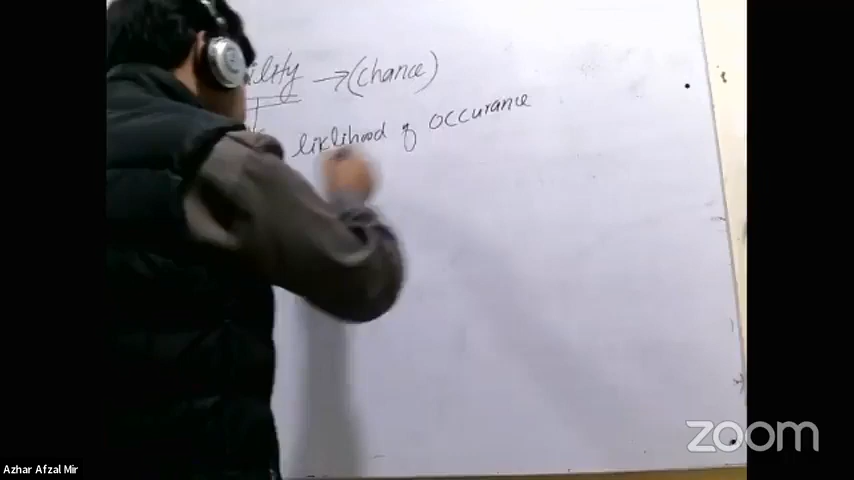 ility → (chance)
liklihood of occurance
zoom
Azhar Afzal Mir